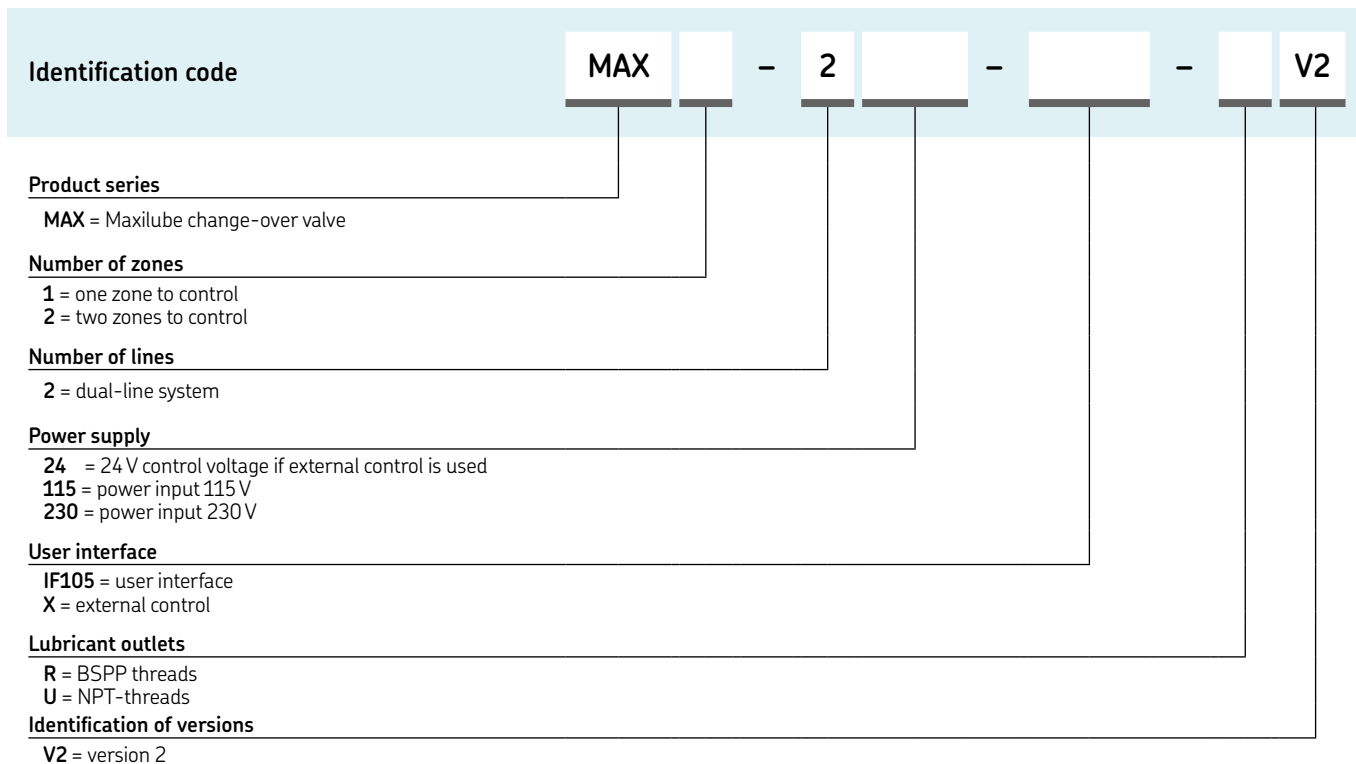 Identification code MAX – 2 – – V2
Product series
MAX = Maxilube change-over valve
Number of zones
1 = one zone to control
2 = two zones to control
Number of lines
2 = dual-line system
Power supply
24 = 24 V control voltage if external control is used
115 = power input 115 V
230 = power input 230 V
User interface
IF105 = user interface
X = external control
Lubricant outlets
R = BSPP threads
U = NPT-threads
Identification of versions
V2 = version 2